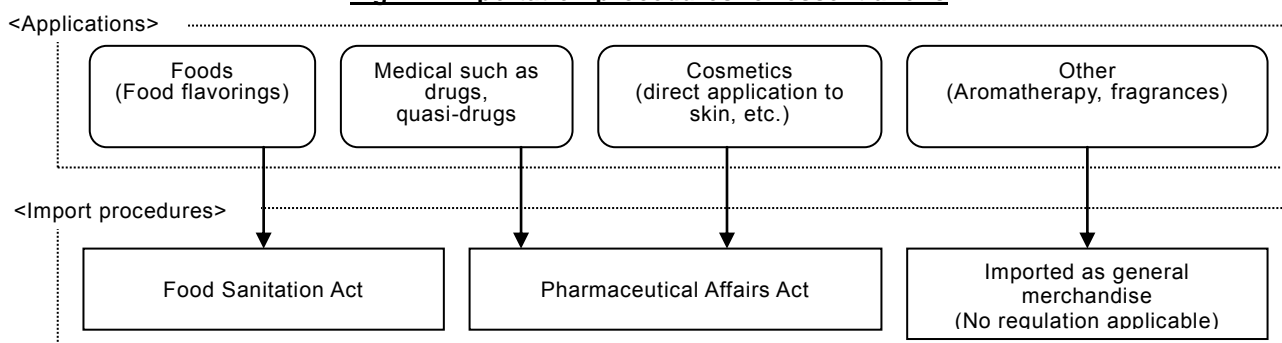 <Applications>
Foods
(Food flavorings)
Medical such as
drugs,
quasi-drugs
Cosmetics
(direct application to
skin, etc.)
Other
(Aromatherapy, fragrances)
<Import procedures>
Food Sanitation Act
Pharmaceutical Affairs Act
Imported as general
merchandise
(No regulation applicable)